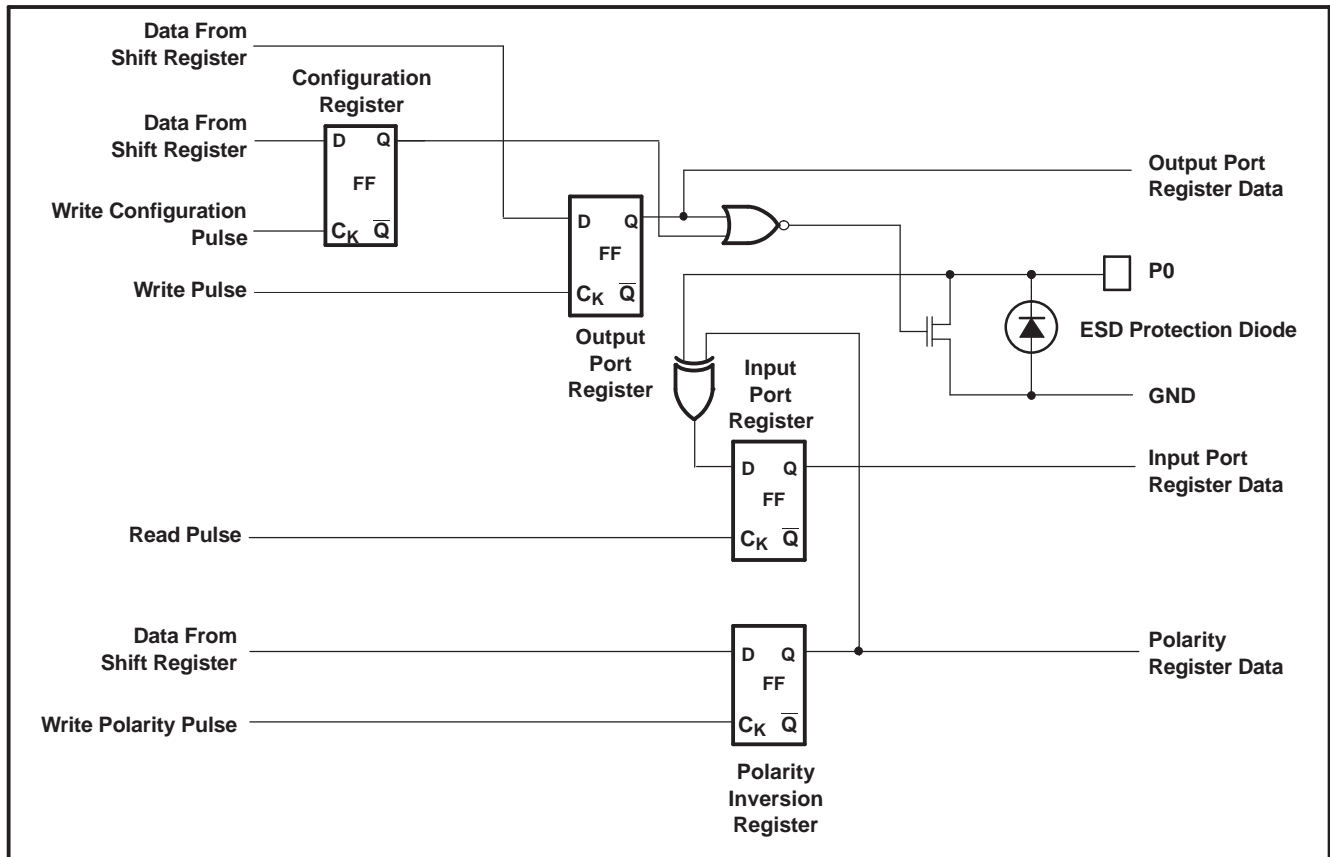 Data From
Shift Register
Configuration
Register
Data From
Shift Register
D Q
FF
CK Q
Write Configuration
Pulse
Write Pulse
D Q
FF
CK Q
Output
Port
Register
Output Port
Register Data
P0
ESD Protection Diode
GND
Input
Port
Register
D Q
FF
CK Q
Input Port
Register Data
Read Pulse
Data From
Shift Register
D Q
FF
CK Q
Polarity
Register Data
Write Polarity Pulse
Polarity
Inversion
Register